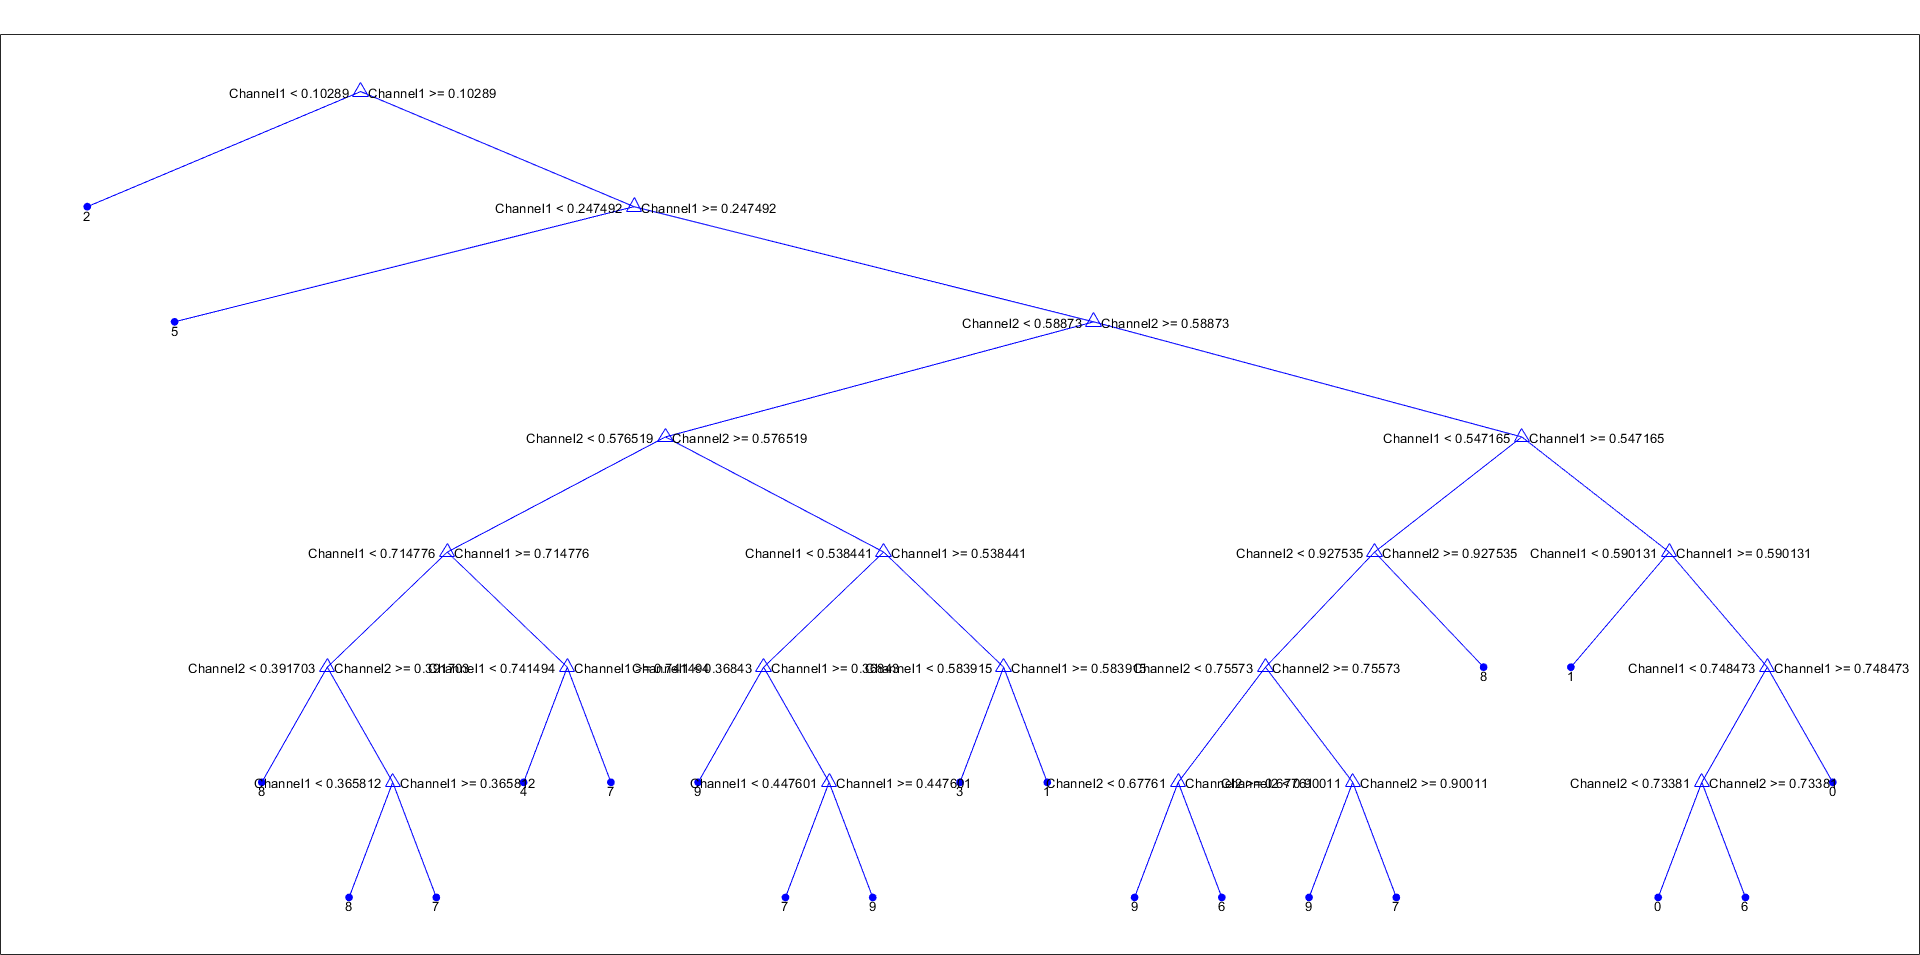 Channel1 < 0.10289 Channel1 >= 0.10289
2
Channel1 < 0.247492 Channel1 >= 0.247492
5
Channel2 < 0.58873 Channel2 >= 0.58873
Channel2 < 0.576519 Channel2 >= 0.576519 Channel1 < 0.547165 Channel1 >= 0.547165
Channel1 < 0.714776 Channel1 >= 0.714776 Channel1 < 0.538441 Channel1 >= 0.538441 Channel2 < 0.927535 Channel2 >= 0.927535 Channel1 < 0.590131 Channel1 >= 0.590131
Channel2 < 0.391703 Channel2 >= 0.391703 Channel1 < 0.741494 Channel1 >= 0.741494 Channel1 < 0.36843 Channel1 >= 0.36843 Channel1 < 0.583915 Channel1 >= 0.583915 Channel2 < 0.75573 Channel2 >= 0.75573 Channel1 < 0.748473 Channel1 >= 0.748473
8 1
Channel1 < 0.365812 Channel1 >= 0.365812 Channel1 < 0.447601 Channel1 >= 0.447601 Channel2 < 0.67761 Channel2 >= 0.67761 Channel2 < 0.90011 Channel2 >= 0.90011 Channel2 < 0.73381 Channel2 >= 0.73381
8 4 7 9 3 1 0
8 7 7 9 9 6 9 7 0 6